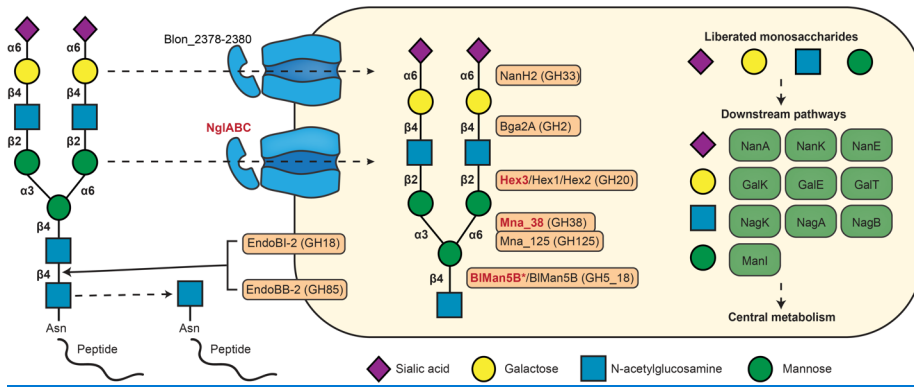 α6
α6
β4
β4
β2
β2
α3
α6
β4
β4
Asn
Peptide
Asn
Peptide
Blon_2378-2380
NglABC
EndoBI-2 (GH18)
EndoBB-2 (GH85)
α6
α6
β4
β4
β2
β2
α3
α6
β4
NanH2 (GH33)
Bga2A (GH2)
Hex3/Hex1/Hex2 (GH20)
Mna_38 (GH38)
Mna_125 (GH125)
BlMan5B*/BlMan5B (GH5_18)
Liberated monosaccharides
Downstream pathways
NanA NanK NanE
GalK GalE GalT
NagK NagA NagB
ManI
Central metabolism
Sialic acid Galactose N-acetylglucosamine Mannose